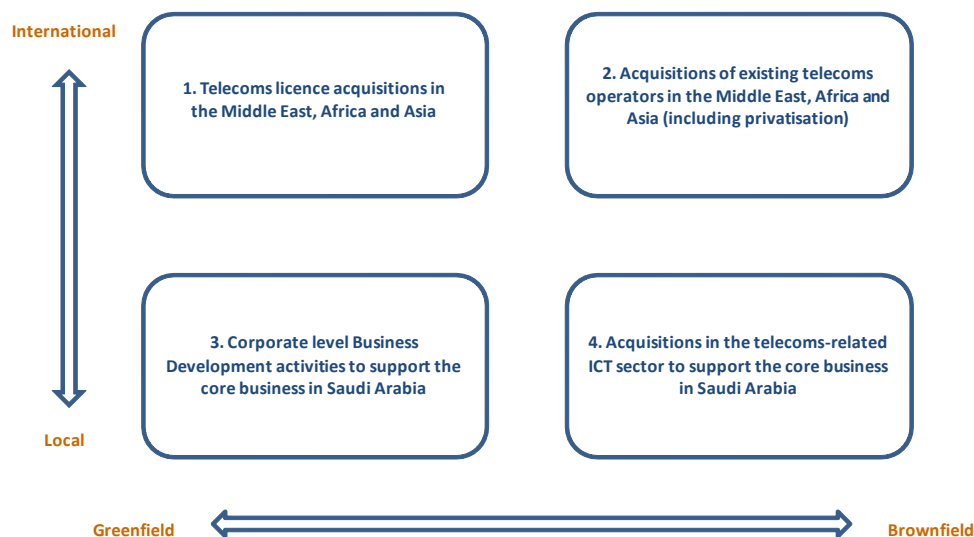 International
1. Telecoms licence acquisitions in
the Middle East, Africa and Asia
2. Acquisitions of existing telecoms
operators in the Middle East, Africa and
Asia (including privatisation)
3. Corporate level Business
Development activities to support the
core business in Saudi Arabia
4. Acquisitions in the telecoms-related
ICT sector to support the core business
in Saudi Arabia
Local
Greenfield
Brownfield